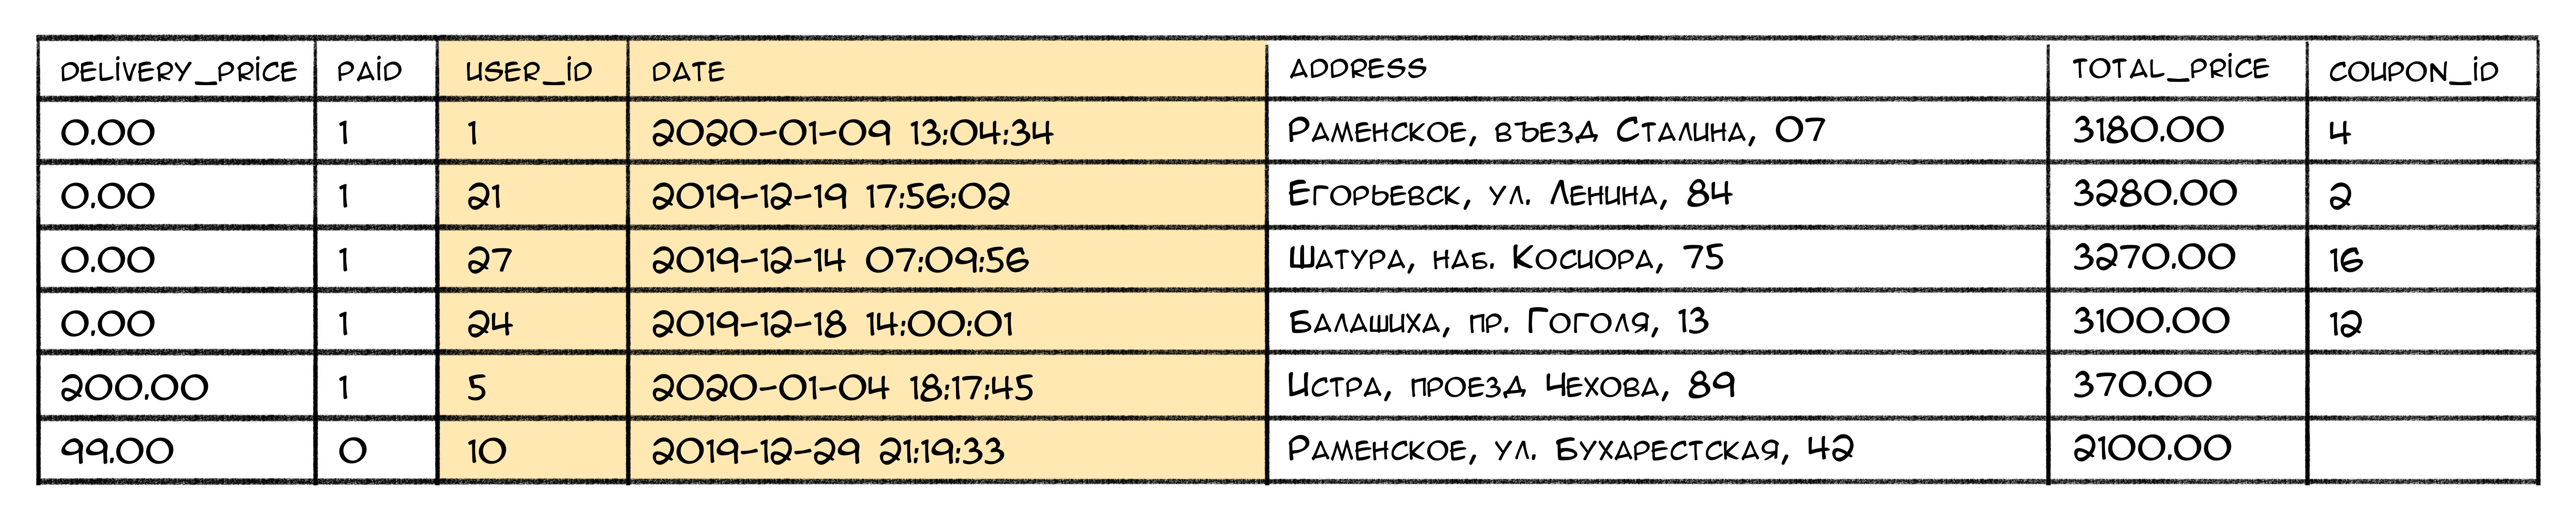 DELIVERY_PRICE PAID USER_ID DATE ADDRESS TOTAL_PRICE COUPON_ID
0.00 1 1 2020-01-09 13:04:34 Раменское, въезд Сталина, 07 3180.00 4
0.00 1 21 2019-12-19 17:56:02 Егорьевск, ул. Ленина, 84 3280.00 2
0.00 1 27 2019-12-14 07:09:56 Шатура, наб. Косиора, 75 3270.00 16
0.00 1 24 2019-12-18 14:00:01 Балашиха, пр. Гоголя, 13 3100.00 12
200.00 1 5 2020-01-04 18:17:45 Истра, проезд Чехова, 89 370.00
99.00 0 10 2019-12-29 21:19:33 Раменское, ул. Бухарестская, 42 2100.00